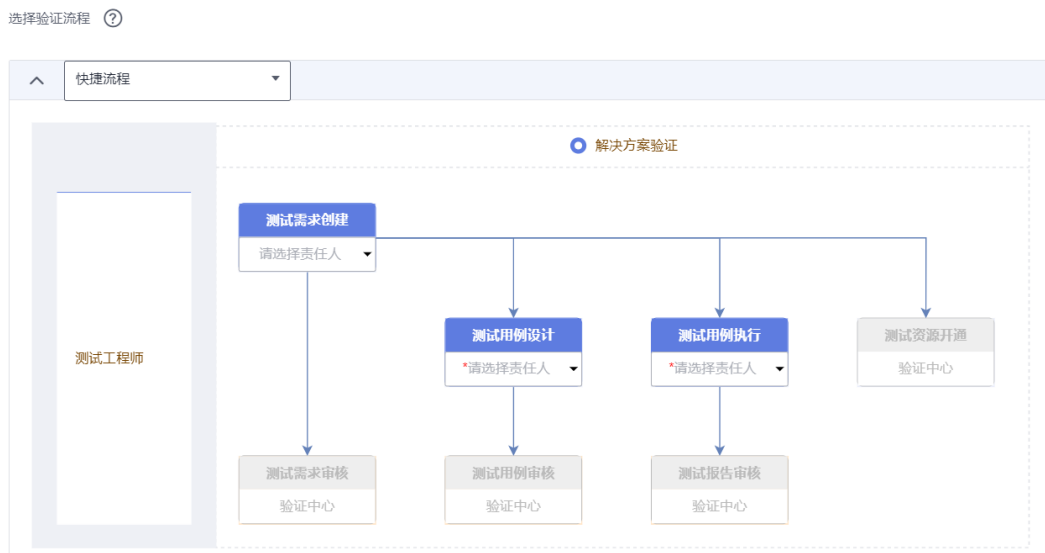 选择验证流程 ?
快捷流程
解决方案验证
测试需求创建
请选择责任人
测试用例设计
测试用例执行
测试资源开通
*请选择责任人
*请选择责任人
验证中心
测试工程师
测试需求审核
测试用例审核
测试报告审核
验证中心
验证中心
验证中心